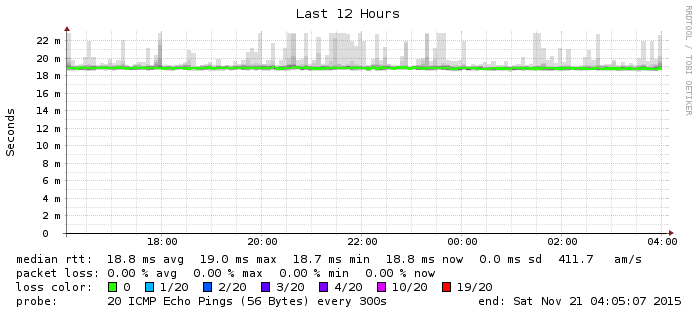 Last 12 Hours
RRDTOOL / TOBI OETIKER
Seconds
22 m
20 m
18 m
16 m
14 m
12 m
10 m
8 m
6 m
4 m
2 m
0
18:00 20:00 22:00 00:00 02:00 04:00
median rtt: 18.8 ms avg 19.0 ms max 18.7 ms min 18.8 ms now 0.0 ms sd 411.7 am/s
packet loss: 0.00 % avg 0.00 % max 0.00 % min 0.00 % now
loss color: 0 1/20 2/20 3/20 4/20 10/20 19/20
probe: 20 ICMP Echo Pings (56 Bytes) every 300s end: Sat Nov 21 04:05:07 2015